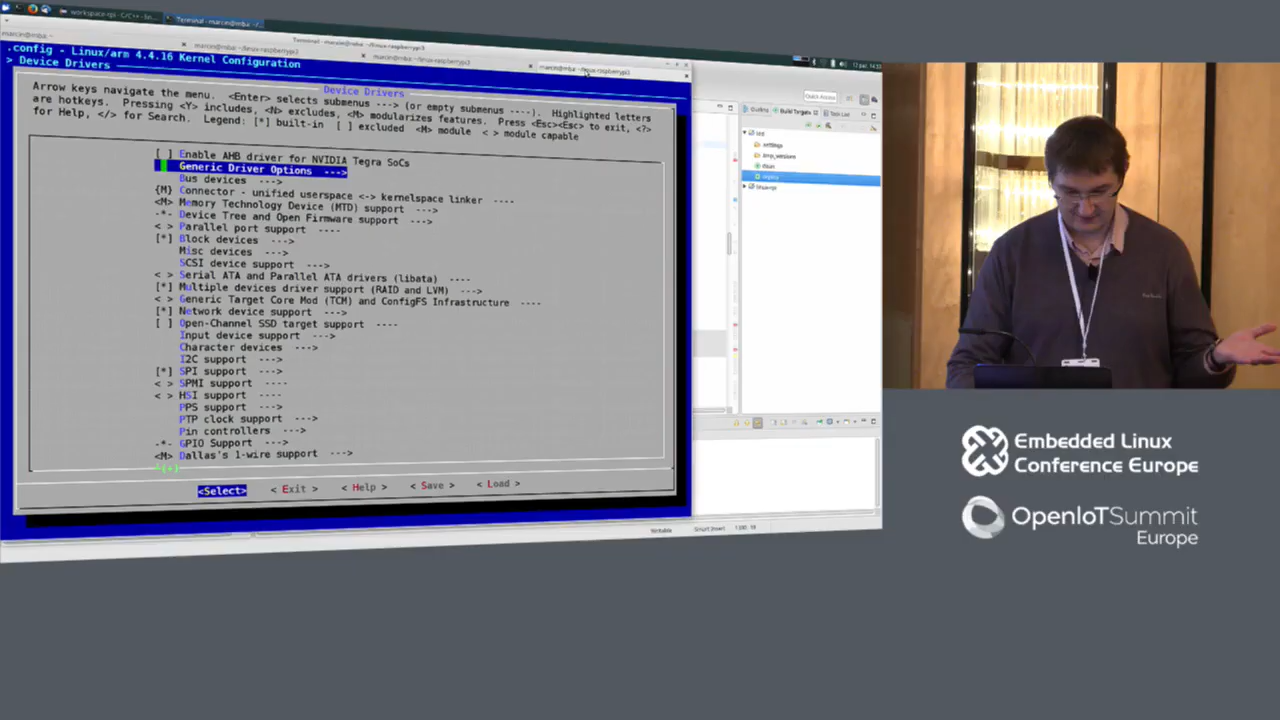 .config - Linux/arm 4.4.16 Kernel Configuration
> Device Drivers
Device Drivers
Arrow keys navigate the menu. <Enter> selects submenus ---> (or empty submenus ----). Highlighted letters
are hotkeys. Pressing <Y> includes, <N> excludes, <M> modularizes features. Press <Esc><Esc> to exit, <?>
for Help, </> for Search. Legend: [*] built-in [ ] excluded <M> module < > module capable
[ ] Enable AHB driver for NVIDIA Tegra SoCs
Generic Driver Options --->
Bus devices --->
{M} Connector - unified userspace <-> kernelspace linker ----
<M> Memory Technology Device (MTD) support --->
-*- Device Tree and Open Firmware support --->
< > Parallel port support ----
[*] Block devices --->
Misc devices --->
SCSI device support --->
< > Serial ATA and Parallel ATA drivers (libata) ----
[*] Multiple devices driver support (RAID and LVM) --->
< > Generic Target Core Mod (TCM) and ConfigFS Infrastructure ----
[*] Network device support --->
[ ] Open-Channel SSD target support ----
Input device support --->
Character devices --->
I2C support --->
[*] SPI support --->
< > SPMI support ----
< > HSI support ----
PPS support --->
PTP clock support --->
Pin controllers --->
-*- GPIO Support --->
<M> Dallas's 1-wire support --->
<Select> < Exit > < Help > < Save > < Load >
Quick Access
Outline Build Targets Task List
Embedded Linux
Conference Europe
OpenIoTSummit
Europe